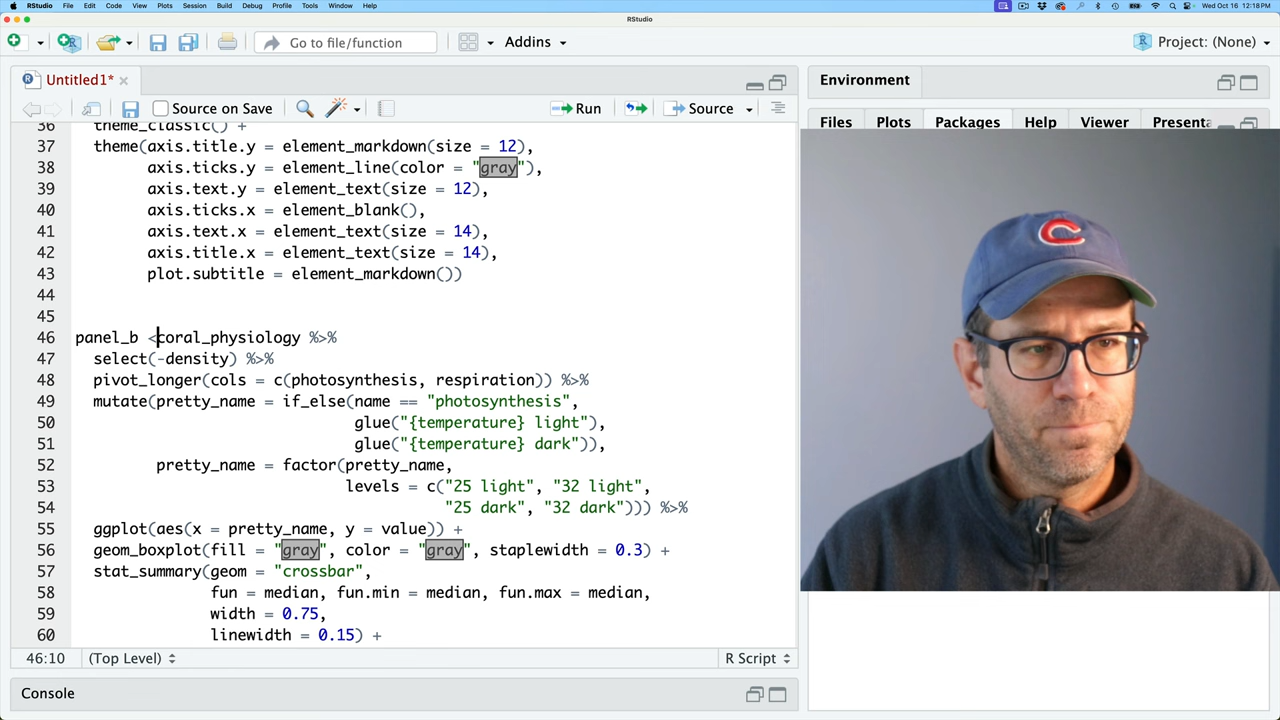 RStudio File Edit Code View Plots Session Build Debug Profile Tools Window Help Wed Oct 16 12:18 PM
RStudio
Go to file/function Addins Project: (None)
Untitled1*
Source on Save Run Source
36 theme_classic() +
37 theme(axis.title.y = element_markdown(size = 12),
38 axis.ticks.y = element_line(color = "gray"),
39 axis.text.y = element_text(size = 12),
40 axis.ticks.x = element_blank(),
41 axis.text.x = element_text(size = 14),
42 axis.title.x = element_text(size = 14),
43 plot.subtitle = element_markdown())
44
45
46 panel_b <coral_physiology %>%
47 select(-density) %>%
48 pivot_longer(cols = c(photosynthesis, respiration)) %>%
49 mutate(pretty_name = if_else(name == "photosynthesis",
50 glue("{temperature} light"),
51 glue("{temperature} dark")),
52 pretty_name = factor(pretty_name,
53 levels = c("25 light", "32 light",
54 "25 dark", "32 dark"))) %>%
55 ggplot(aes(x = pretty_name, y = value)) +
56 geom_boxplot(fill = "gray", color = "gray", staplewidth = 0.3) +
57 stat_summary(geom = "crossbar",
58 fun = median, fun.min = median, fun.max = median,
59 width = 0.75,
60 linewidth = 0.15) +
46:10 (Top Level) R Script
Console
Environment
Files Plots Packages Help Viewer Presenta
C